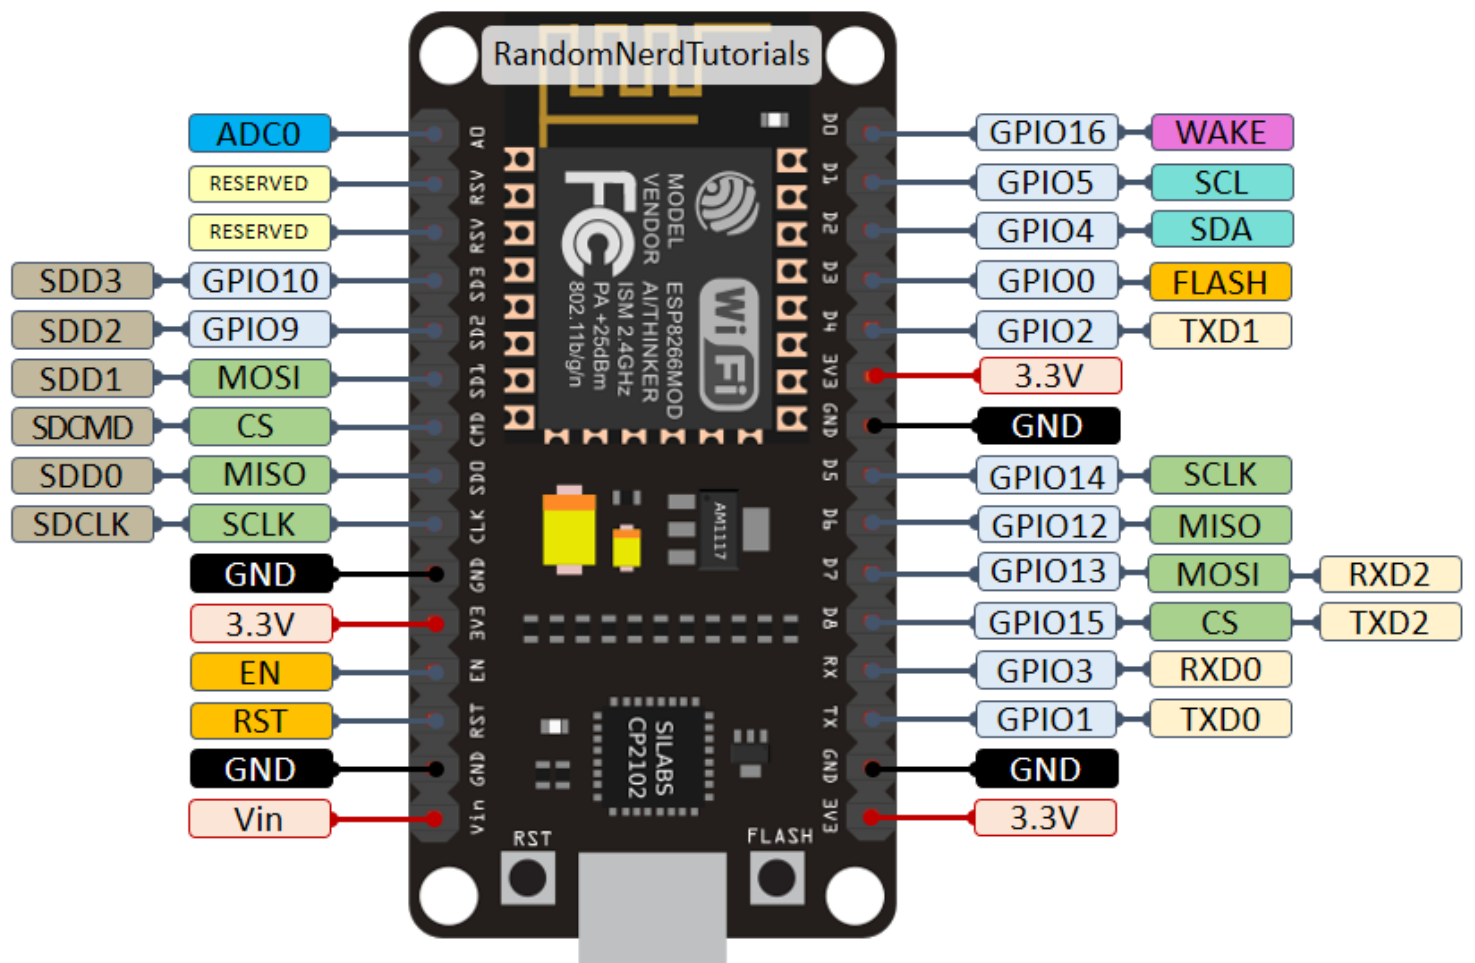 RandomNerdTutorials
ADC0
RESERVED
RESERVED
SDD3 GPIO10
SDD2 GPIO9
SDD1 MOSI
SDCMD CS
SDD0 MISO
SDCLK SCLK
GND
3.3V
EN
RST
GND
Vin
A0
RSV
RSV
SD3
SD2
SD1
CMD
SD0
CLK
GND
3V3
EN
RST
GND
Vin
MODEL
VENDOR
ESP8266MOD
AI/THINKER
ISM 2.4GHz
PA +25dBm
802.11b/g/n
FC
WiFi
AM1117
SILABS
CP2102
RST
FLASH
D0
D1
D2
D3
D4
3V3
GND
D5
D6
D7
D8
RX
TX
GND
3V3
GPIO16 WAKE
GPIO5 SCL
GPIO4 SDA
GPIO0 FLASH
GPIO2 TXD1
3.3V
GND
GPIO14 SCLK
GPIO12 MISO
GPIO13 MOSI RXD2
GPIO15 CS TXD2
GPIO3 RXD0
GPIO1 TXD0
GND
3.3V